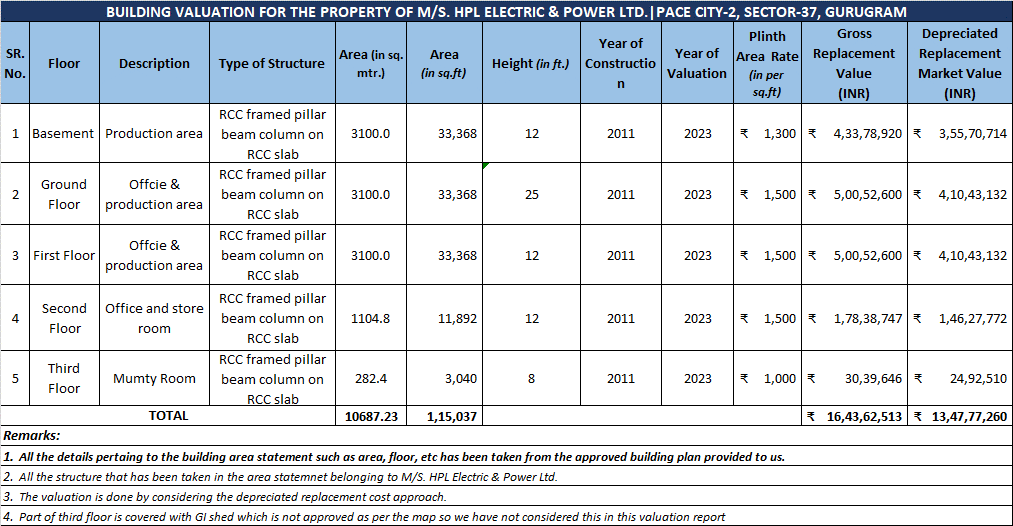 BUILDING VALUATION FOR THE PROPERTY OF M/S. HPL ELECTRIC & POWER LTD.|PACE CITY-2, SECTOR-37, GURUGRAM
SR. No. Floor Description Type of Structure Area (in sq. mtr.) Area (in sq.ft) Height (in ft.) Year of Constructio n Year of Valuation Plinth Area Rate (in per sq.ft) Gross Replacement Value (INR) Depreciated Replacement Market Value (INR)
1 Basement Production area RCC framed pillar beam column on RCC slab 3100.0 33,368 12 2011 2023 ₹ 1,300 ₹ 4,33,78,920 ₹ 3,55,70,714
2 Ground Floor Offcie & production area RCC framed pillar beam column on RCC slab 3100.0 33,368 25 2011 2023 ₹ 1,500 ₹ 5,00,52,600 ₹ 4,10,43,132
3 First Floor Offcie & production area RCC framed pillar beam column on RCC slab 3100.0 33,368 12 2011 2023 ₹ 1,500 ₹ 5,00,52,600 ₹ 4,10,43,132
4 Second Floor Office and store room RCC framed pillar beam column on RCC slab 1104.8 11,892 12 2011 2023 ₹ 1,500 ₹ 1,78,38,747 ₹ 1,46,27,772
5 Third Floor Mumty Room RCC framed pillar beam column on RCC slab 282.4 3,040 8 2011 2023 ₹ 1,000 ₹ 30,39,646 ₹ 24,92,510
TOTAL 10687.23 1,15,037 ₹ 16,43,62,513 ₹ 13,47,77,260
Remarks:
1. All the details pertaining to the building area statement such as area, floor, etc has been taken from the approved building plan provided to us.
2. All the structure that has been taken in the area statemnet belonging to M/S. HPL Electric & Power Ltd.
3. The valuation is done by considering the depreciated replacement cost approach.
4. Part of third floor is covered with GI shed which is not approved as per the map so we have not considered this in this valuation report